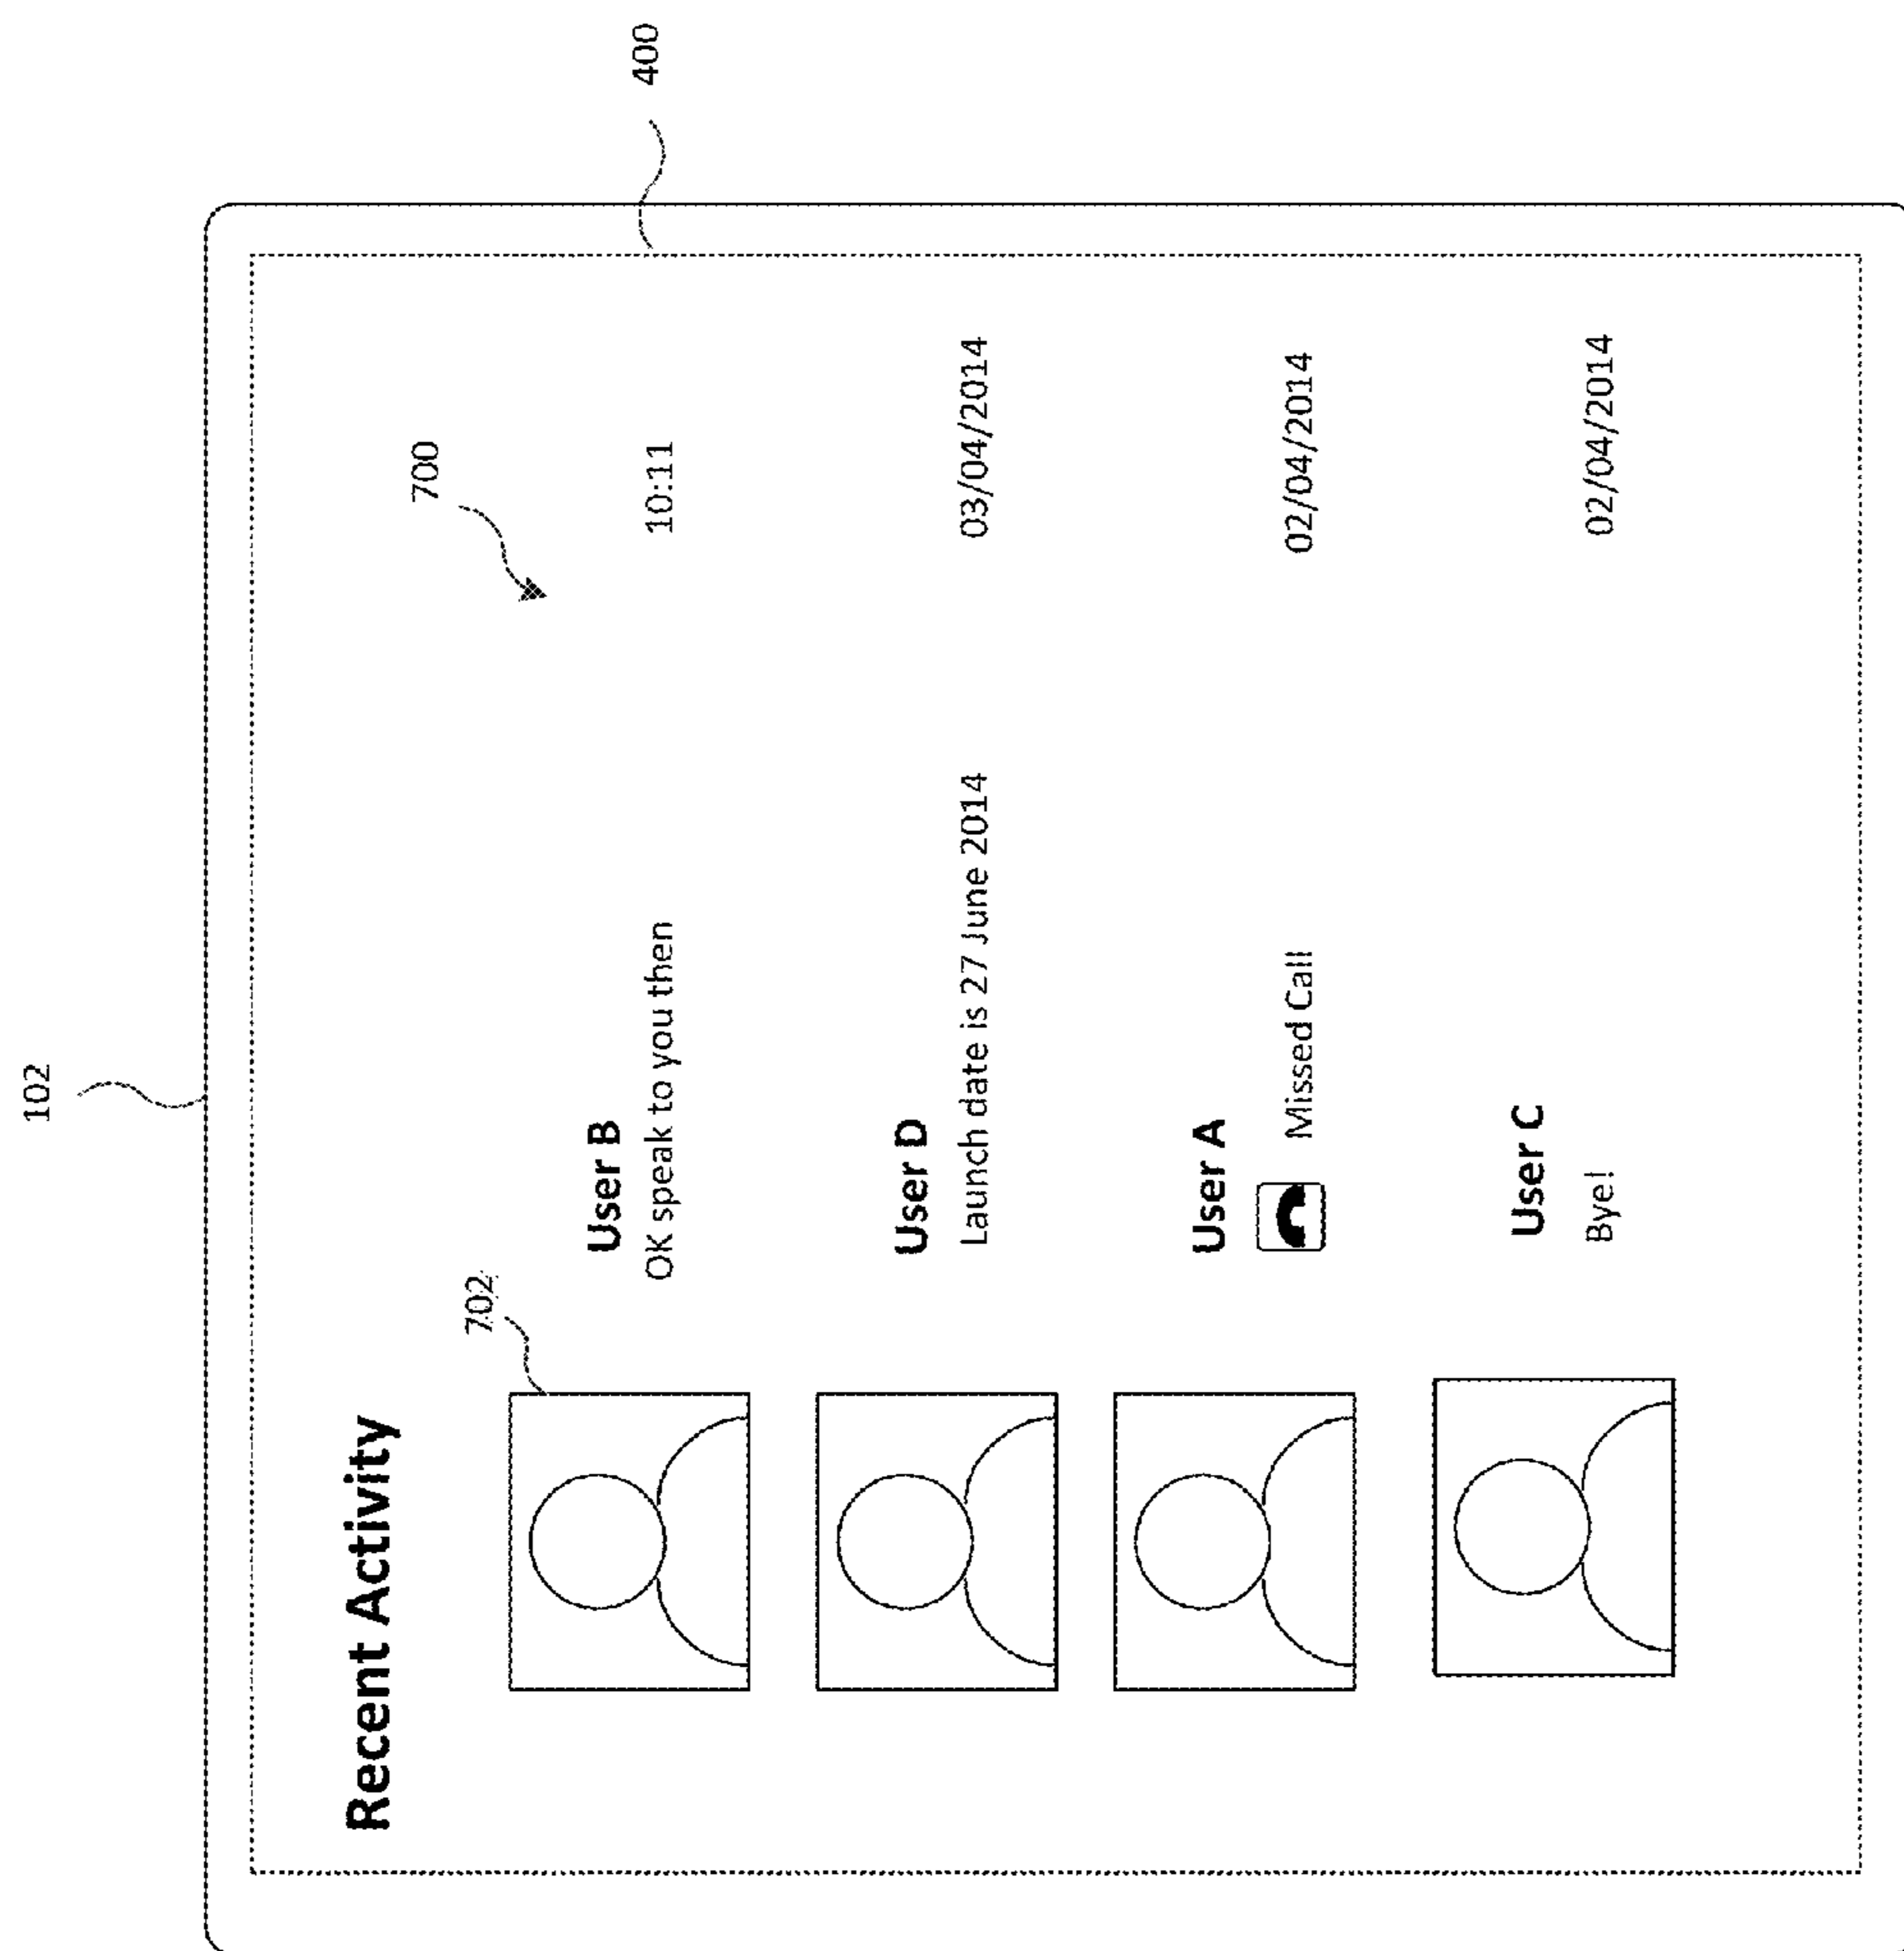 102
400
Recent Activity
700
702
User B
OK speak to you then
10:11
User D
Launch date is 27 June 2014
03/04/2014
User A
Missed Call
02/04/2014
User C
Bye!
02/04/2014